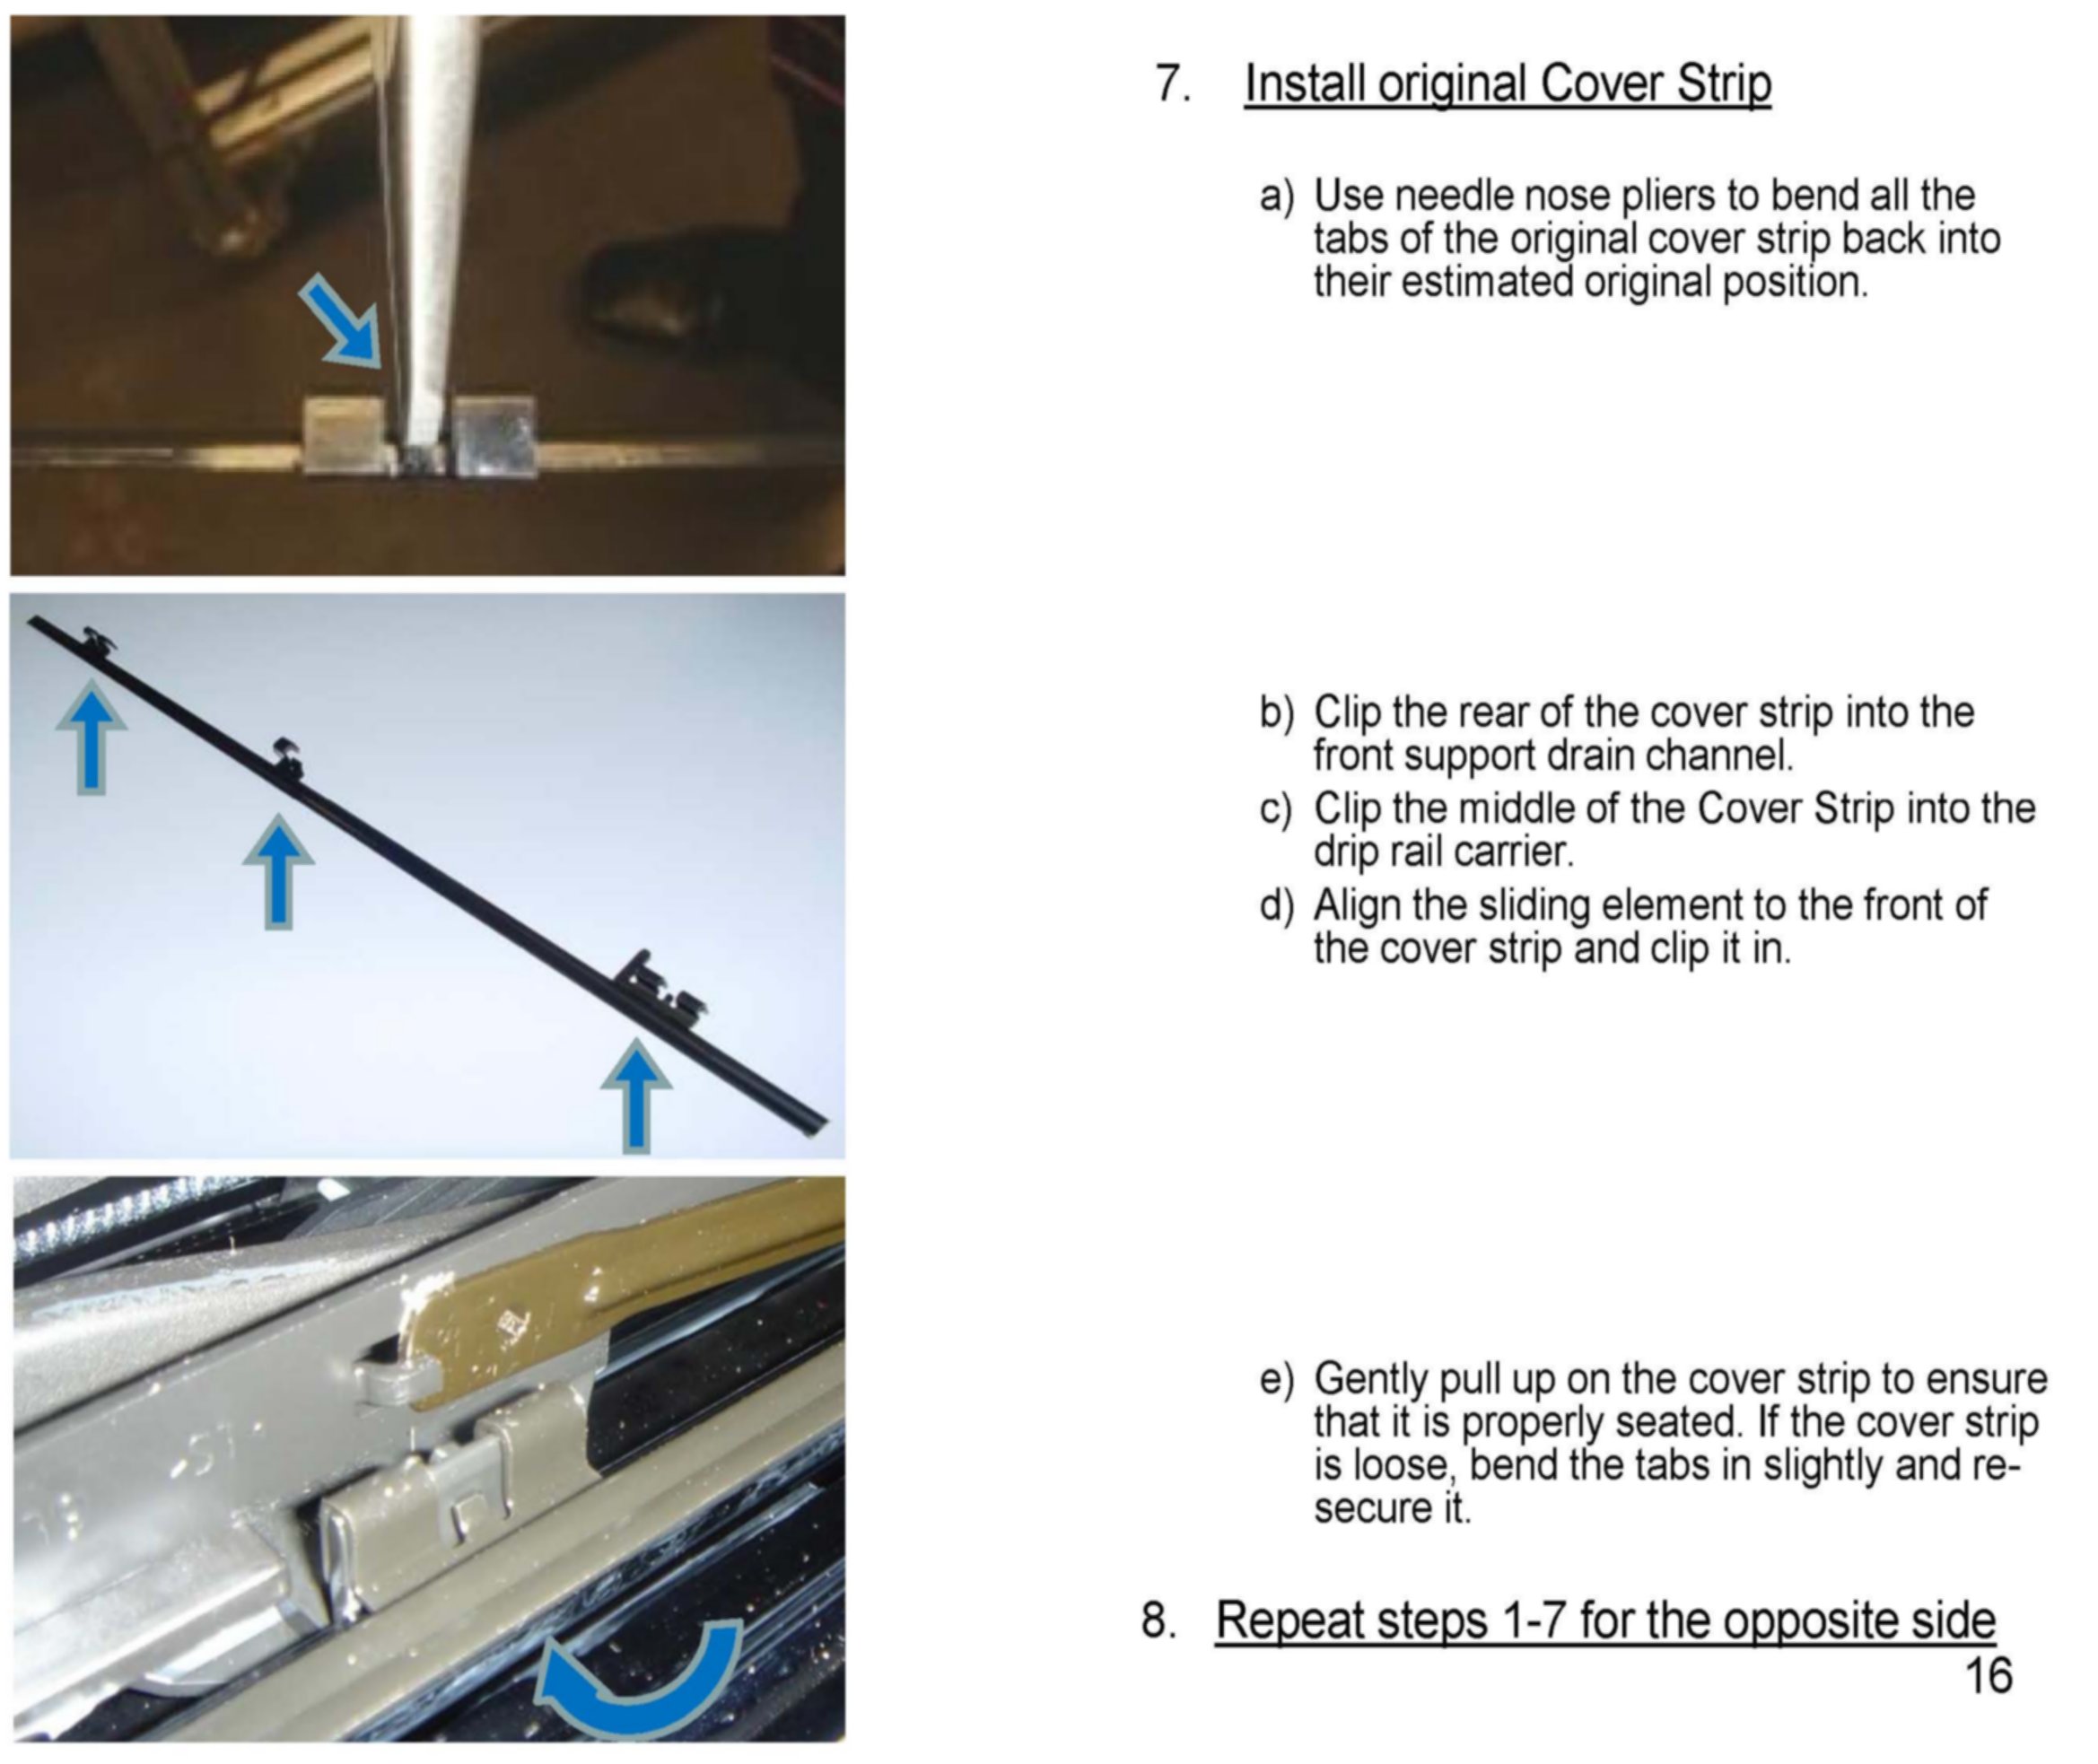 7. Install original Cover Strip
a) Use needle nose pliers to bend all the
tabs of the original cover strip back into
their estimated original position.
b) Clip the rear of the cover strip into the
front support drain channel.
c) Clip the middle of the Cover Strip into the
drip rail carrier.
d) Align the sliding element to the front of
the cover strip and clip it in.
e) Gently pull up on the cover strip to ensure
that it is properly seated. If the cover strip
is loose, bend the tabs in slightly and re-
secure it.
8. Repeat steps 1-7 for the opposite side
16